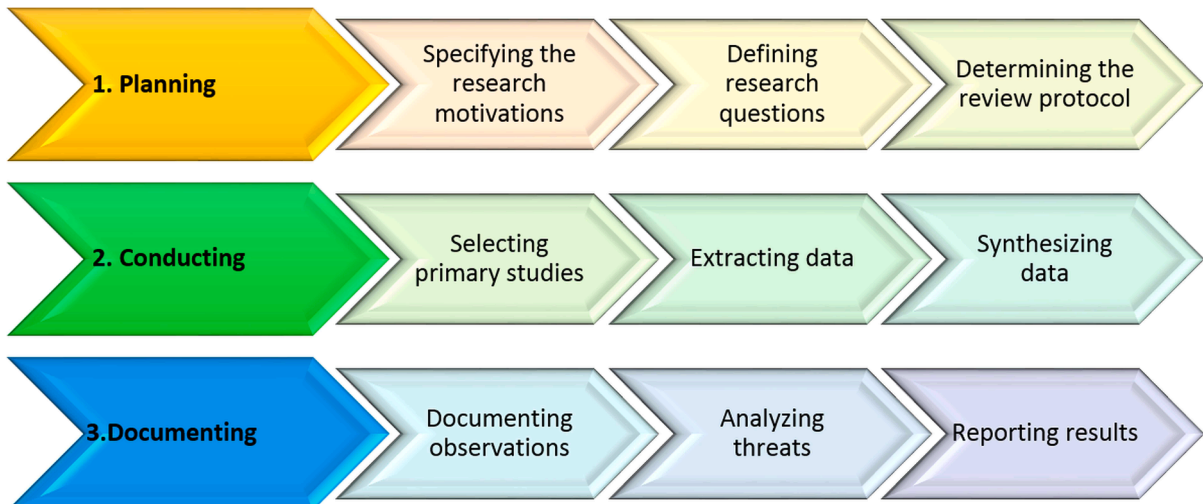 1. Planning
Specifying the
research
motivations
Defining
research
questions
Determining the
review protocol
2. Conducting
Selecting
primary studies
Extracting data
Synthesizing
data
3.Documenting
Documenting
observations
Analyzing
threats
Reporting results